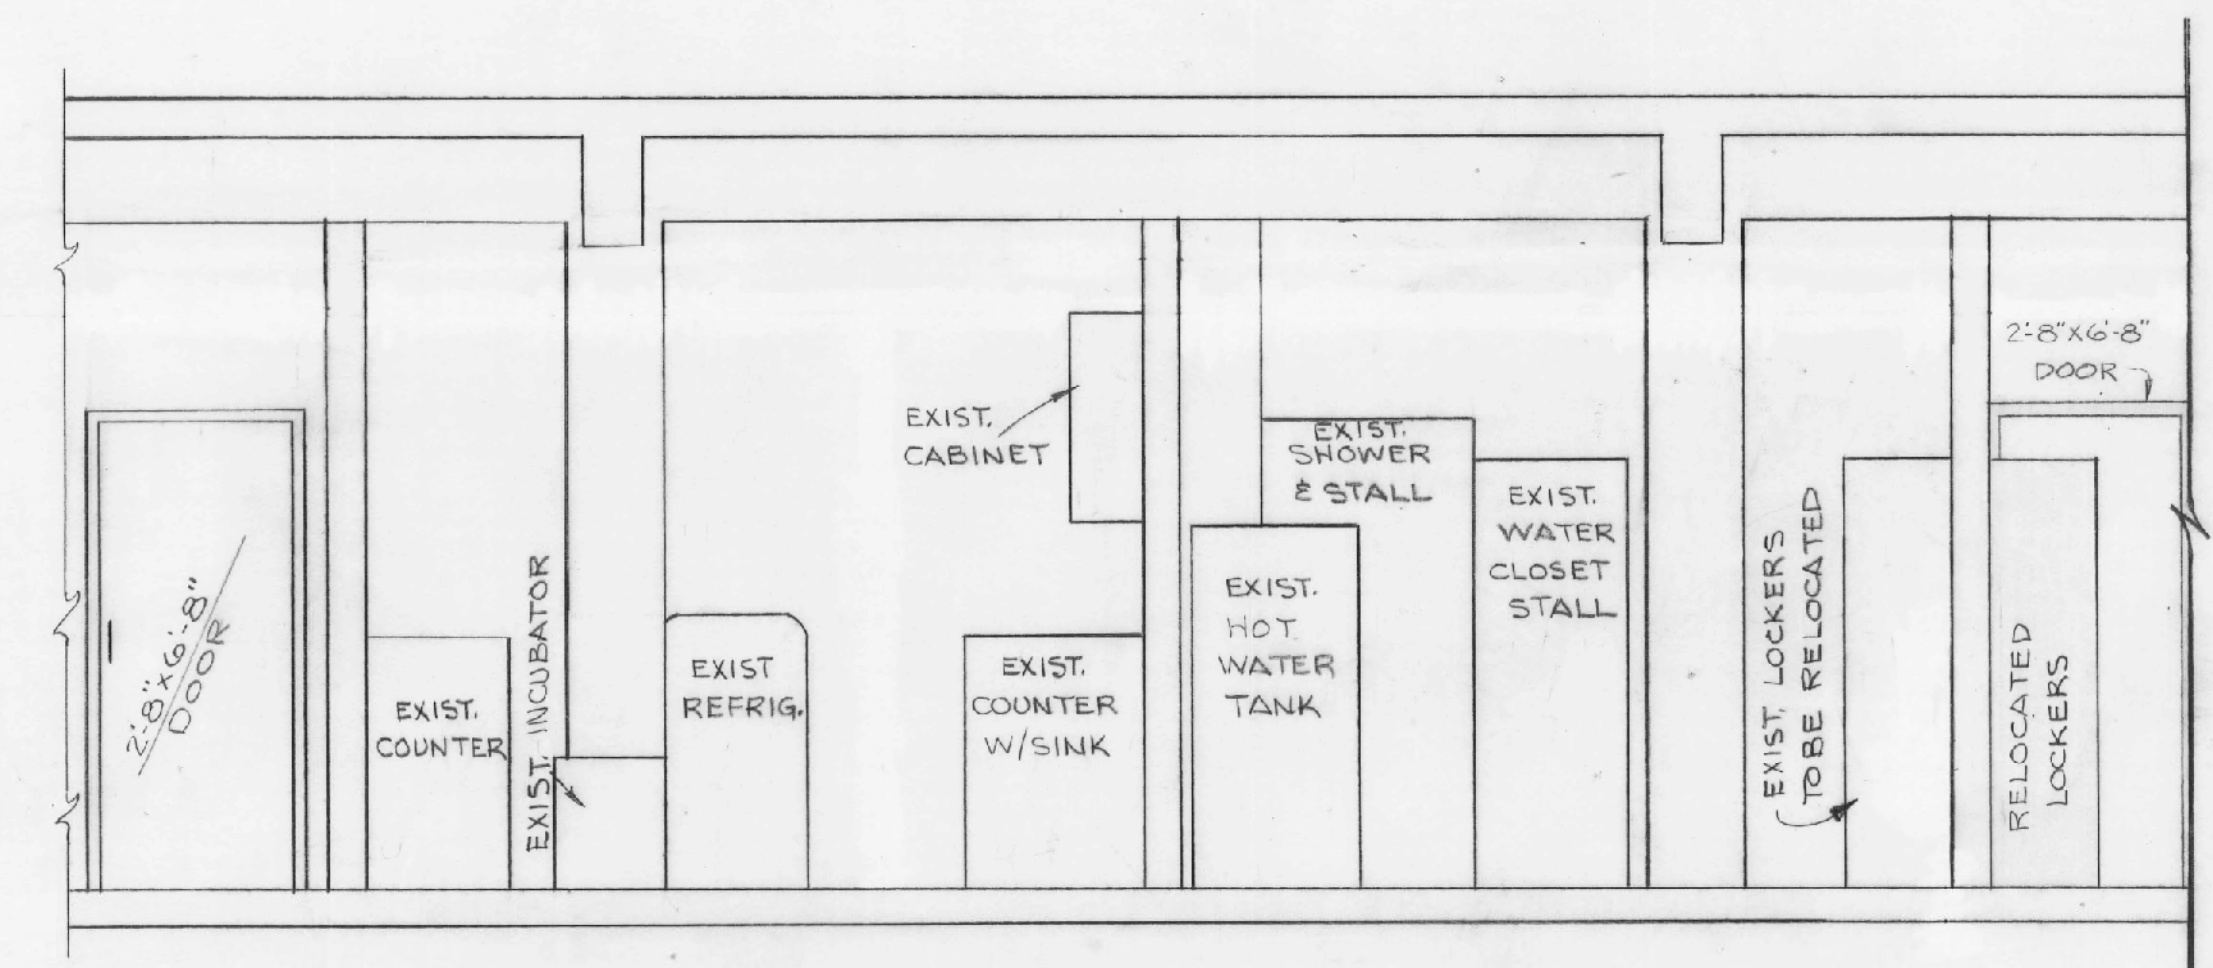 2'-8"x6'-8"
DOOR
EXIST.
COUNTER
EXIST. INCUBATOR
EXIST
REFRIG.
EXIST.
CABINET
EXIST.
COUNTER
W/SINK
EXIST.
HOT
WATER
TANK
EXIST.
SHOWER
& STALL
EXIST.
WATER
CLOSET
STALL
EXIST. LOCKERS
TO BE RELOCATED
2'-8"X6'-8"
DOOR
RELOCATED
LOCKERS